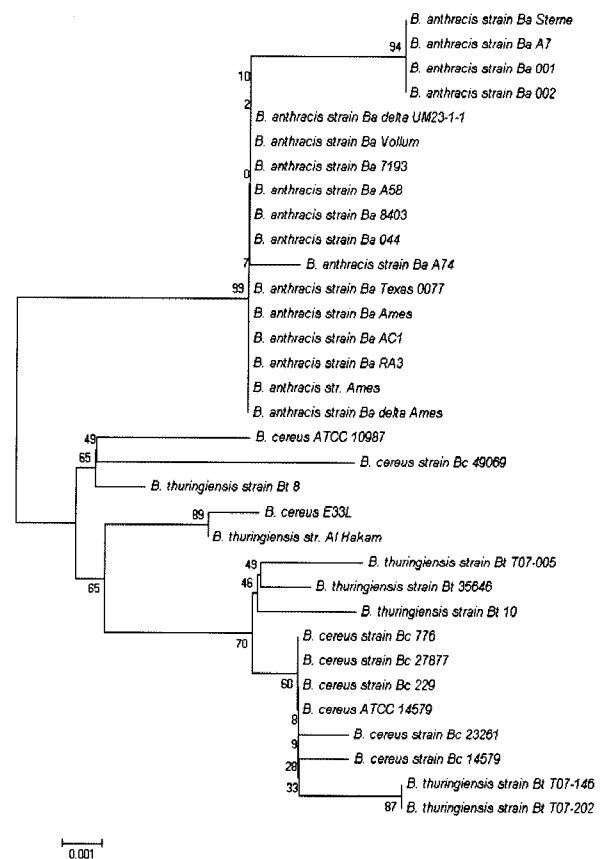 B. anthracis strain Ba Sterne
94
B. anthracis strain Ba A7
B. anthracis strain Ba 001
10
B. anthracis strain Ba 002
2
B. anthracis strain Ba delta UM23-1-1
B. anthracis strain Ba Vollum
B. anthracis strain Ba 7193
0
B. anthracis strain Ba A58
B. anthracis strain Ba 8403
B. anthracis strain Ba 044
7
B. anthracis strain Ba A74
99
B. anthracis strain Ba Texas 0077
B. anthracis strain Ba Ames
B. anthracis strain Ba AC1
B. anthracis strain Ba RA3
B. anthracis str. Ames
B. anthracis strain Ba delta Ames
49
B. cereus ATCC 10987
65
B. cereus strain Bc 49069
B. thuringiensis strain Bt 8
89
B. cereus E33L
B. thuringiensis str. Al Hakam
49
B. thuringiensis strain Bt T07-005
65
46
B. thuringiensis strain Bt 35646
B. thuringiensis strain Bt 10
70
B. cereus strain Bc 776
B. cereus strain Bc 27877
60
B. cereus strain Bc 229
B. cereus ATCC 14579
8
B. cereus strain Bc 23261
9
B. cereus strain Bc 14579
28
B. thuringiensis strain Bt T07-146
33
87
B. thuringiensis strain Bt T07-202
0.001